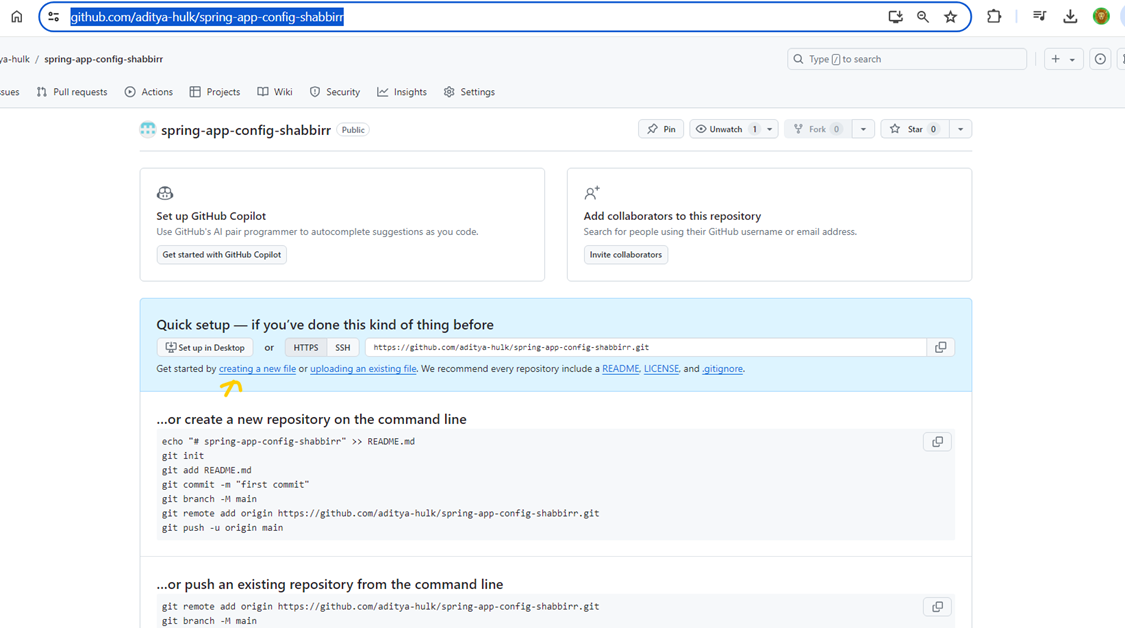 github.com/aditya-hulk/spring-app-config-shabbirr
ya-hulk / spring-app-config-shabbirr
Type / to search
sues Pull requests Actions Projects Wiki Security Insights Settings
spring-app-config-shabbirr Public
Pin Unwatch 1 Fork 0 Star 0
Set up GitHub Copilot
Use GitHub's AI pair programmer to autocomplete suggestions as you code.
Get started with GitHub Copilot
Add collaborators to this repository
Search for people using their GitHub username or email address.
Invite collaborators
Quick setup — if you've done this kind of thing before
Set up in Desktop or HTTPS SSH https://github.com/aditya-hulk/spring-app-config-shabbirr.git
Get started by creating a new file or uploading an existing file. We recommend every repository include a README, LICENSE, and .gitignore.
...or create a new repository on the command line
echo "# spring-app-config-shabbirr" >> README.md
git init
git add README.md
git commit -m "first commit"
git branch -M main
git remote add origin https://github.com/aditya-hulk/spring-app-config-shabbirr.git
git push -u origin main
...or push an existing repository from the command line
git remote add origin https://github.com/aditya-hulk/spring-app-config-shabbirr.git
git branch -M main